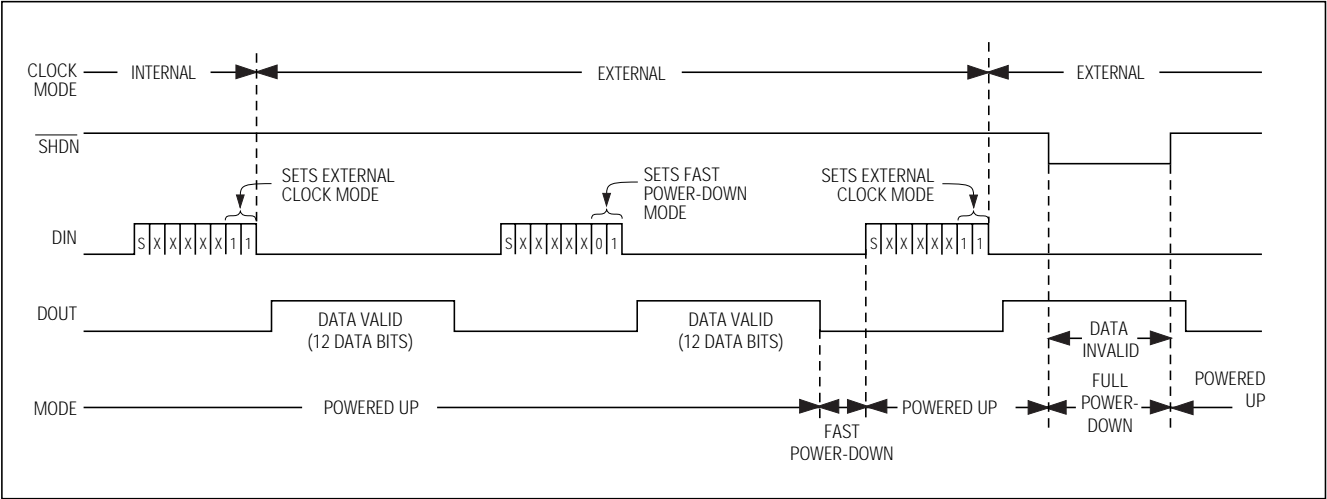 CLOCK
MODE
INTERNAL
EXTERNAL
EXTERNAL
SHDN
SETS EXTERNAL
CLOCK MODE
SETS FAST
POWER-DOWN
MODE
SETS EXTERNAL
CLOCK MODE
DIN
S X X X X X 1 1
S X X X X X 0 1
S X X X X X 1 1
DOUT
DATA VALID
(12 DATA BITS)
DATA VALID
(12 DATA BITS)
DATA
INVALID
MODE
POWERED UP
FAST
POWER-DOWN
POWERED UP
FULL
POWER-
DOWN
POWERED
UP